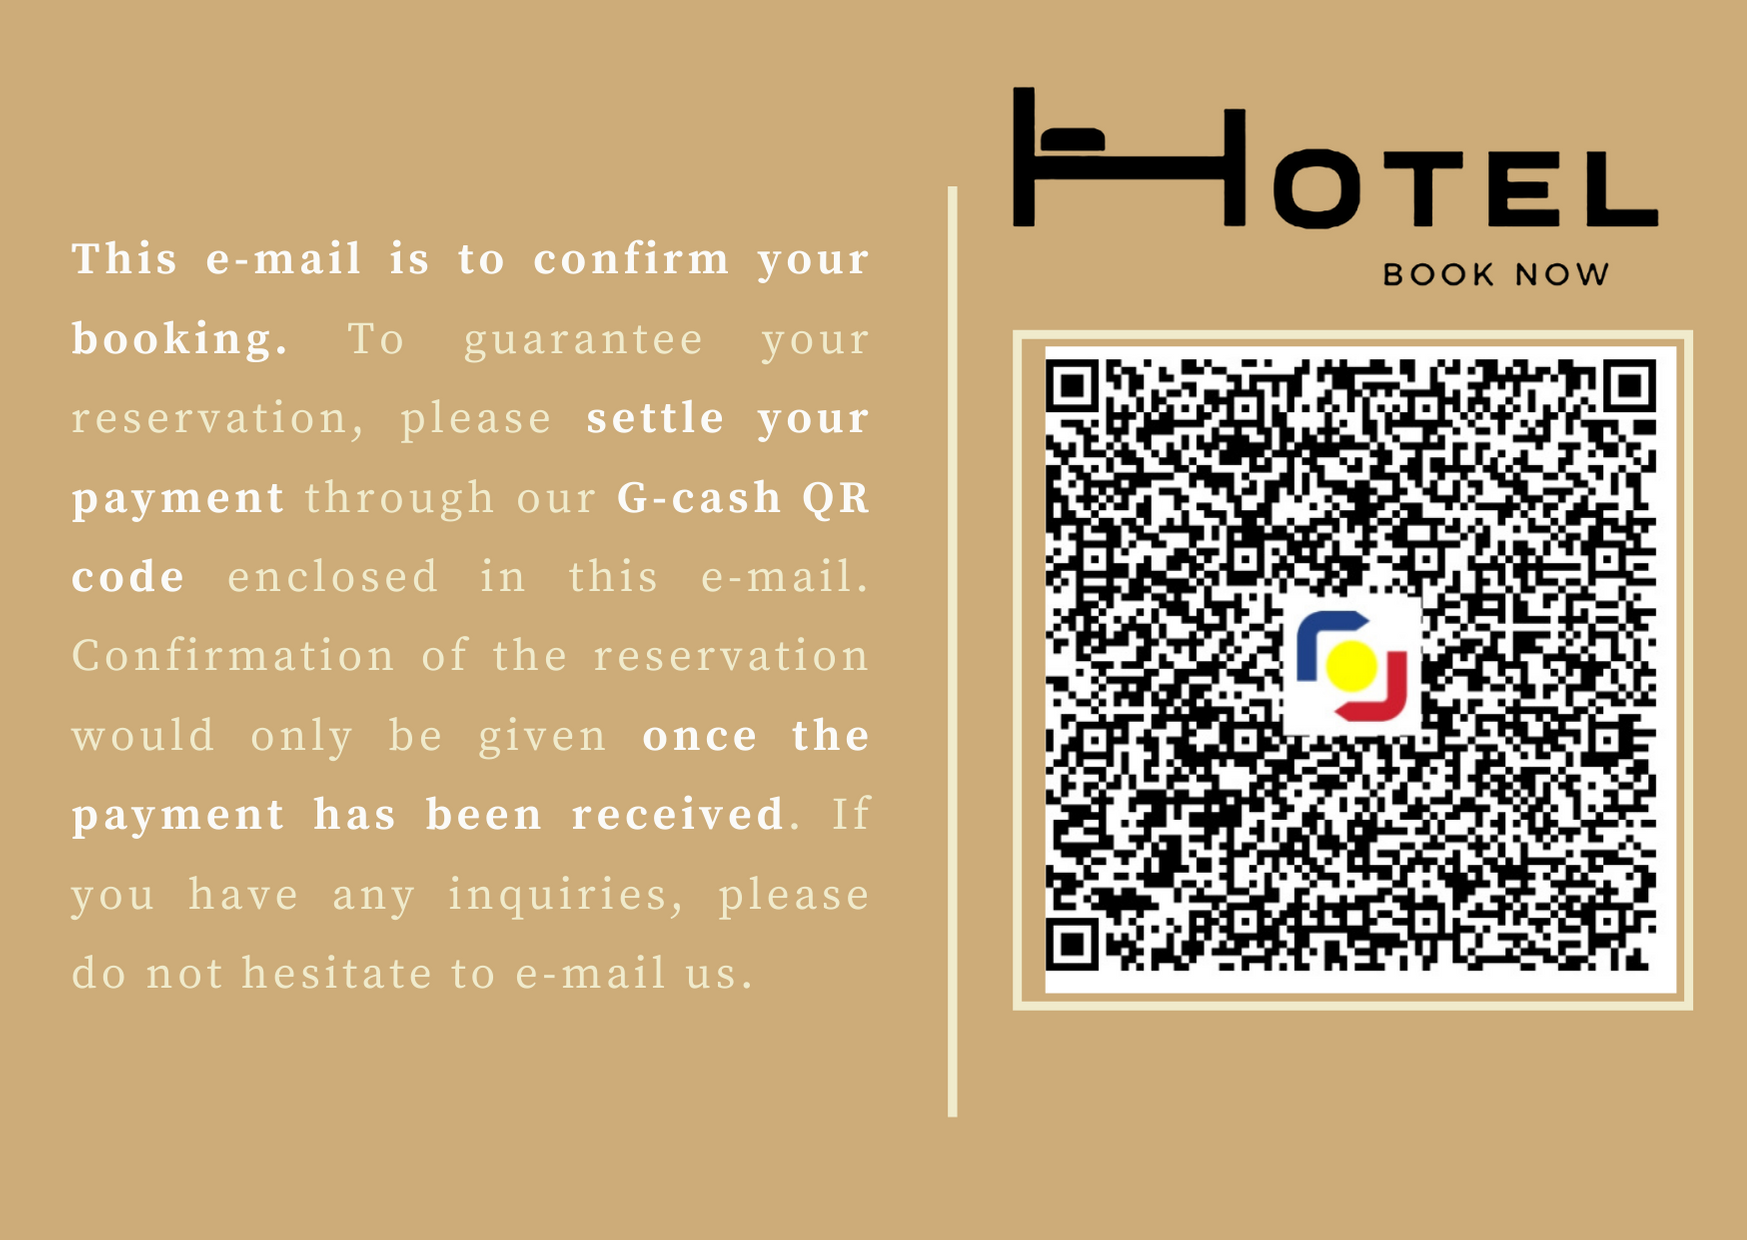 This e-mail is to confirm your
booking. To guarantee your
reservation, please settle your
payment through our G-cash QR
code enclosed in this e-mail.
Confirmation of the reservation
would only be given once the
payment has been received. If
you have any inquiries, please
do not hesitate to e-mail us.
HOTEL
BOOK NOW